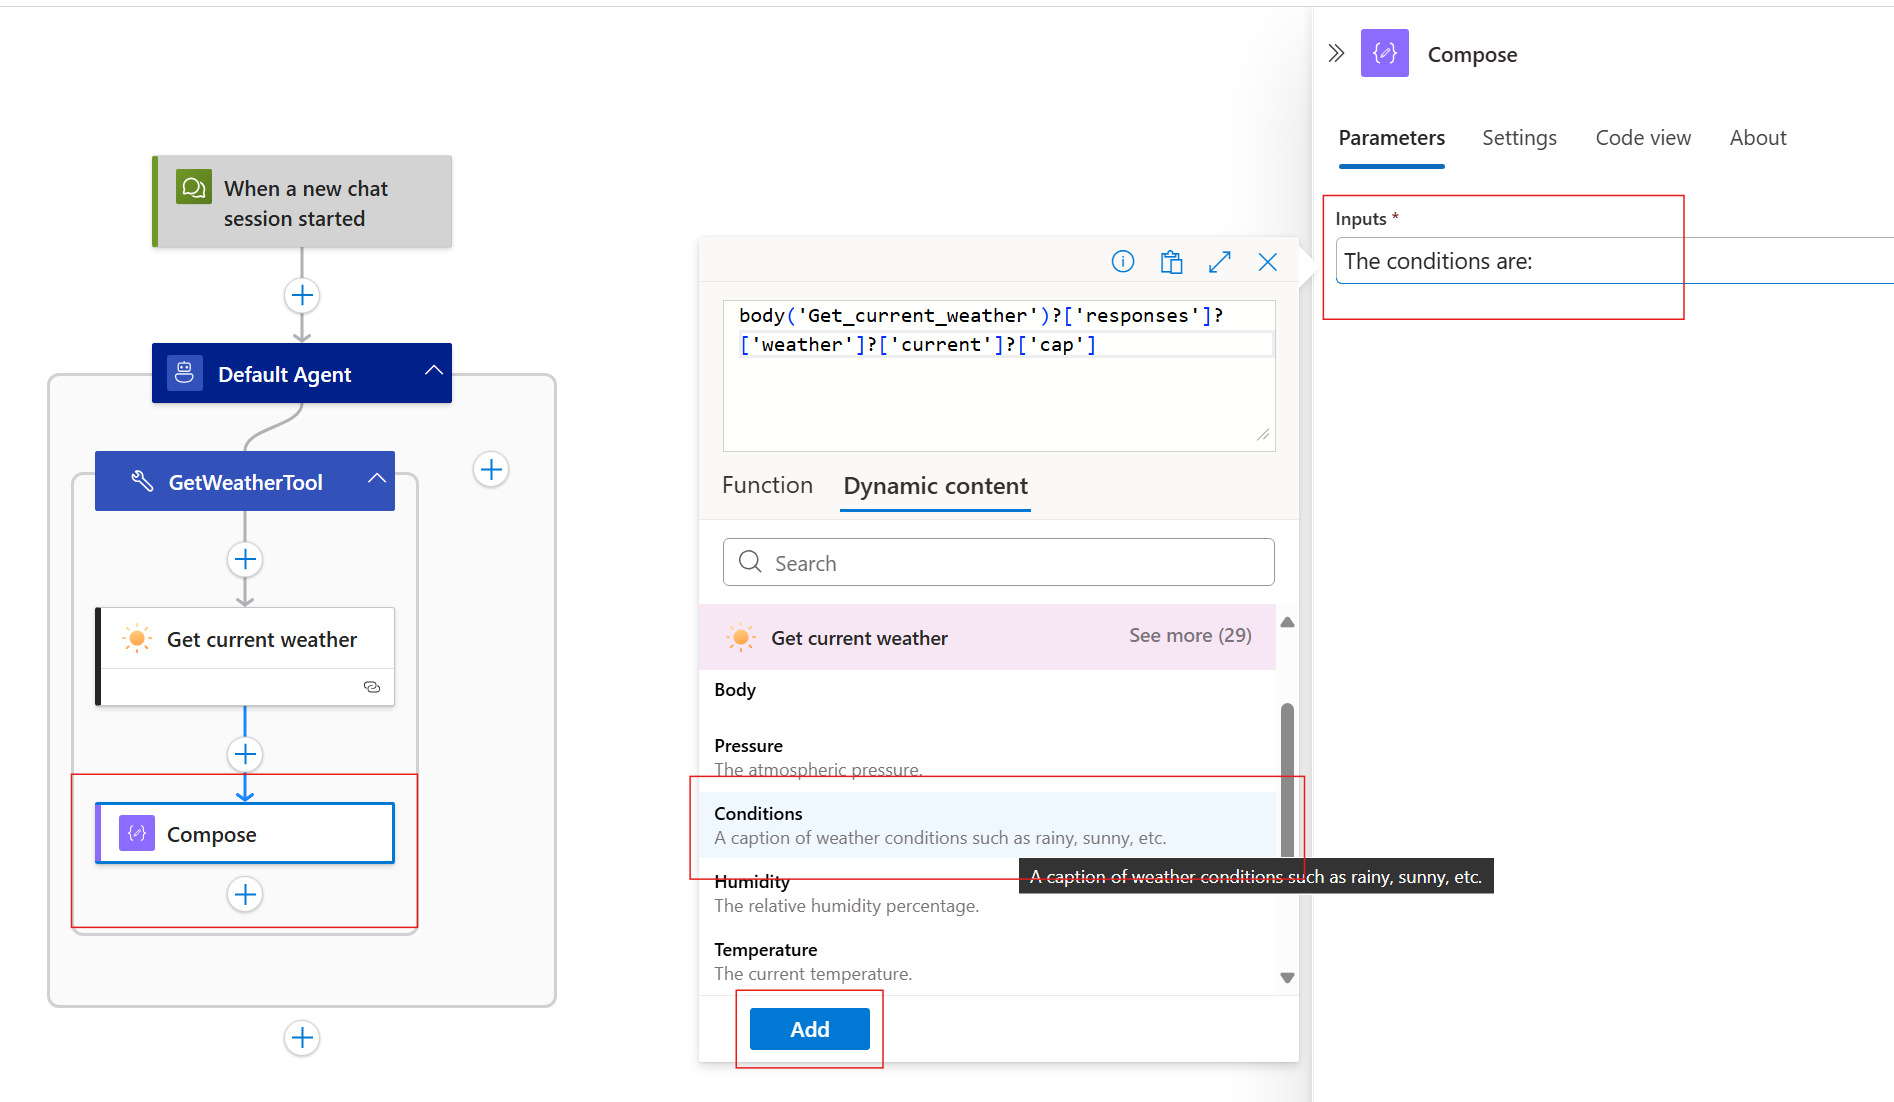 When a new chat
session started
Default Agent
GetWeatherTool
Get current weather
Compose
body('Get_current_weather')?['responses']?
['weather']?['current']?['cap']
Function
Dynamic content
Search
Get current weather
See more (29)
Body
Pressure
The atmospheric pressure.
Conditions
A caption of weather conditions such as rainy, sunny, etc.
A caption of weather conditions such as rainy, sunny, etc.
Humidity
The relative humidity percentage.
Temperature
The current temperature.
Add
Compose
Parameters
Settings
Code view
About
Inputs *
The conditions are: